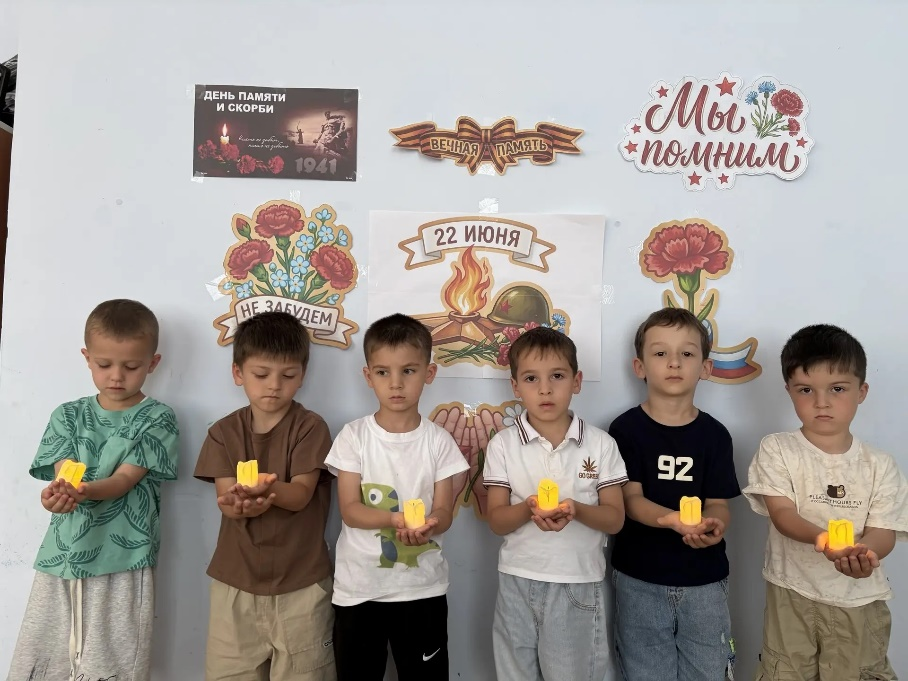 ДЕНЬ ПАМЯТИ
И СКОРБИ
1941
ВЕЧНАЯ ПАМЯТЬ
Мы
помним
НЕ ЗАБУДЕМ
22 ИЮНЯ
GO GREEN
92